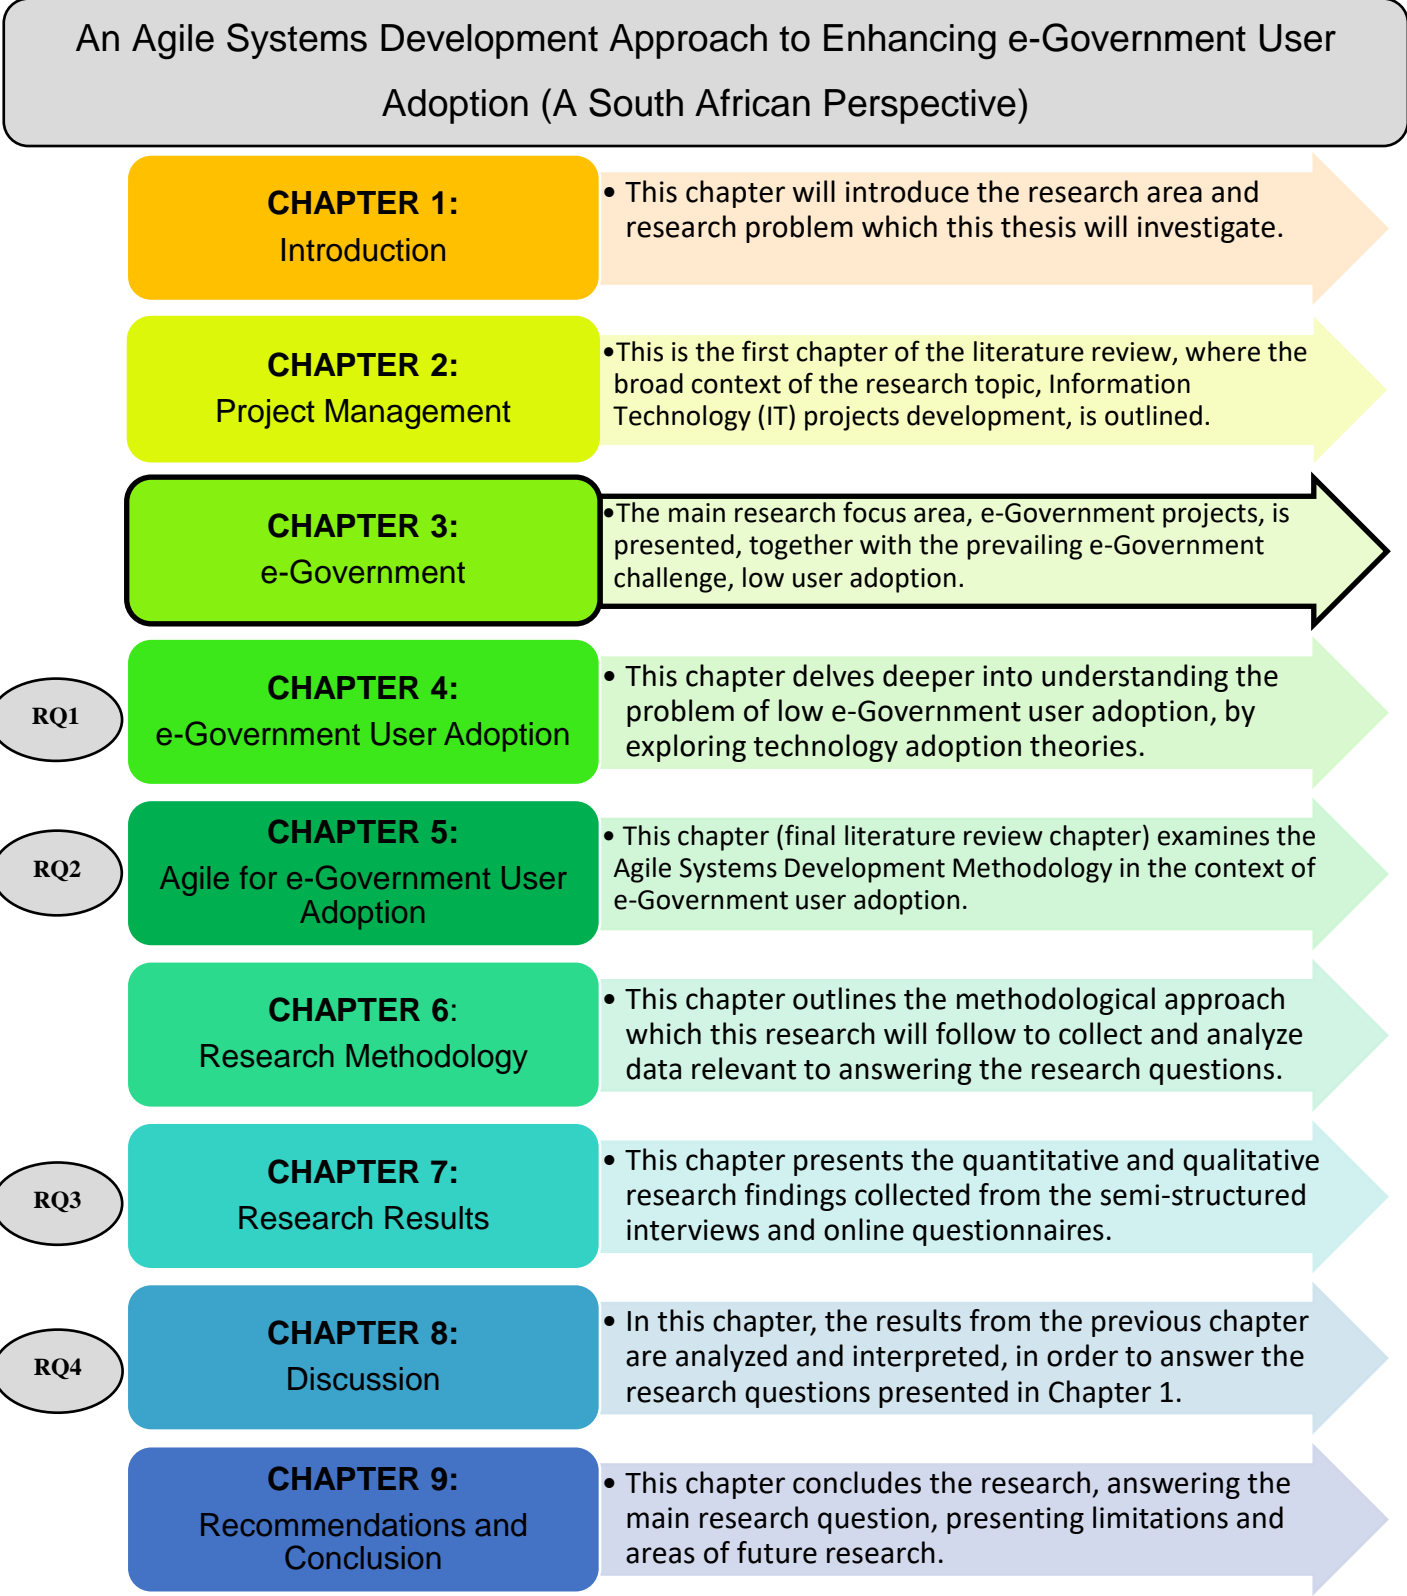 An Agile Systems Development Approach to Enhancing e-Government User
Adoption (A South African Perspective)
CHAPTER 1:
Introduction
• This chapter will introduce the research area and
research problem which this thesis will investigate.
CHAPTER 2:
Project Management
•This is the first chapter of the literature review, where the
broad context of the research topic, Information
Technology (IT) projects development, is outlined.
CHAPTER 3:
e-Government
•The main research focus area, e-Government projects, is
presented, together with the prevailing e-Government
challenge, low user adoption.
RQ1
CHAPTER 4:
e-Government User Adoption
• This chapter delves deeper into understanding the
problem of low e-Government user adoption, by
exploring technology adoption theories.
RQ2
CHAPTER 5:
Agile for e-Government User
Adoption
• This chapter (final literature review chapter) examines the
Agile Systems Development Methodology in the context of
e-Government user adoption.
CHAPTER 6:
Research Methodology
• This chapter outlines the methodological approach
which this research will follow to collect and analyze
data relevant to answering the research questions.
RQ3
CHAPTER 7:
Research Results
• This chapter presents the quantitative and qualitative
research findings collected from the semi-structured
interviews and online questionnaires.
RQ4
CHAPTER 8:
Discussion
• In this chapter, the results from the previous chapter
are analyzed and interpreted, in order to answer the
research questions presented in Chapter 1.
CHAPTER 9:
Recommendations and
Conclusion
• This chapter concludes the research, answering the
main research question, presenting limitations and
areas of future research.